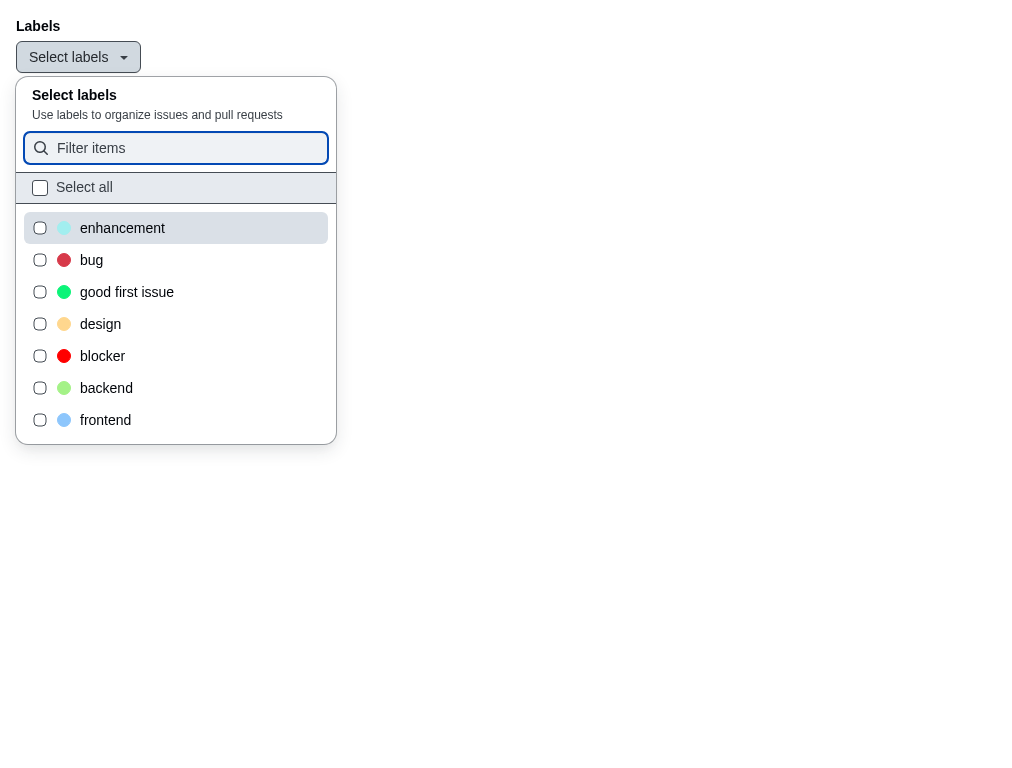 Labels
Select labels
Select labels
Use labels to organize issues and pull requests
Filter items
Select all
enhancement
bug
good first issue
design
blocker
backend
frontend